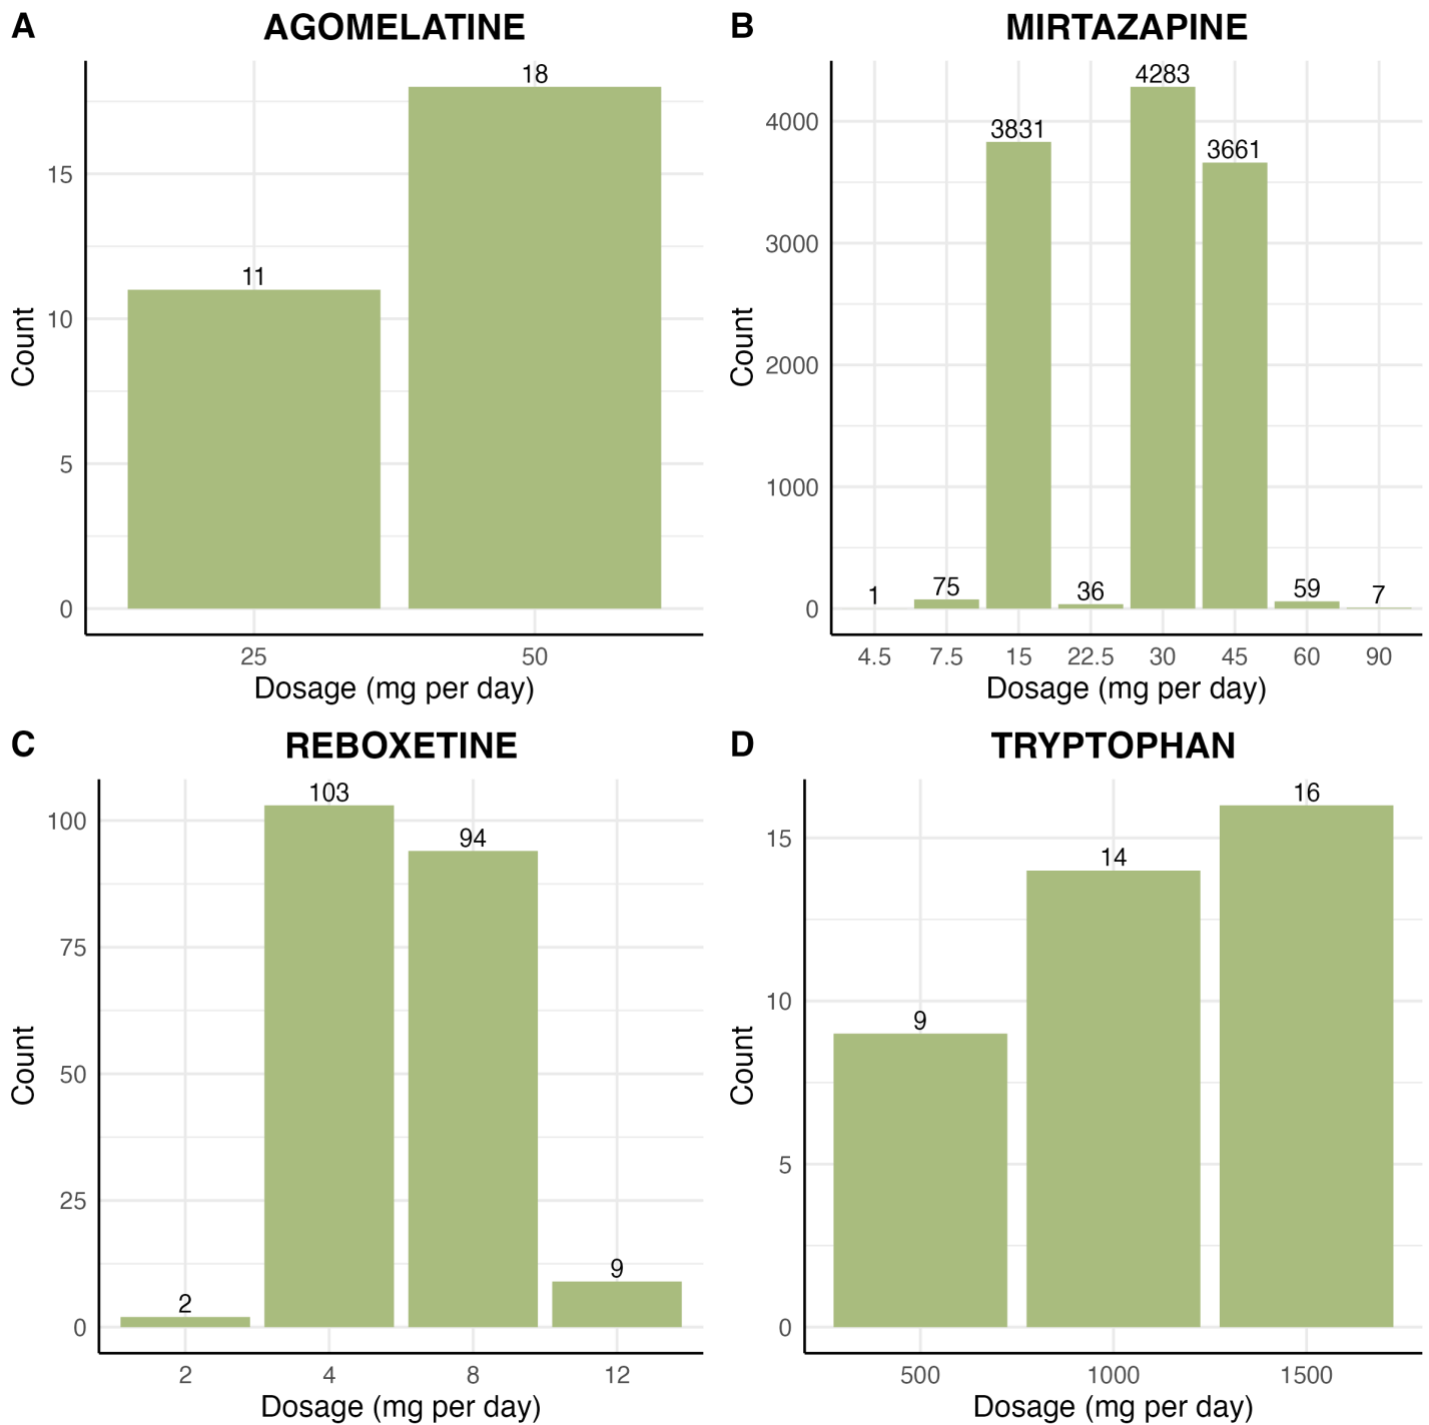 A
AGOMELATINE
18
11
15
10
5
0
Count
25 50
Dosage (mg per day)
B
MIRTAZAPINE
4283
3831
3661
1 75 36 59 7
4000
3000
2000
1000
0
Count
4.5 7.5 15 22.5 30 45 60 90
Dosage (mg per day)
C
REBOXETINE
103
94
9
2
100
75
50
25
0
Count
2 4 8 12
Dosage (mg per day)
D
TRYPTOPHAN
16
14
9
15
10
5
0
Count
500 1000 1500
Dosage (mg per day)